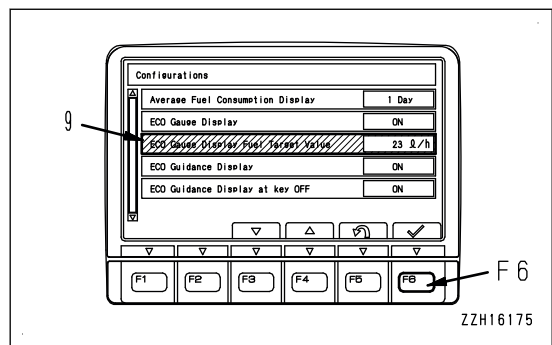 Configurations
Average Fuel Consumption Display 1 Day
ECO Gauge Display ON
9
ECO Gauge Display Fuel Target Value 23 ℓ/h
ECO Guidance Display ON
ECO Guidance Display at key OFF ON
F1 F2 F3 F4 F5 F6
F6
ZZH16175